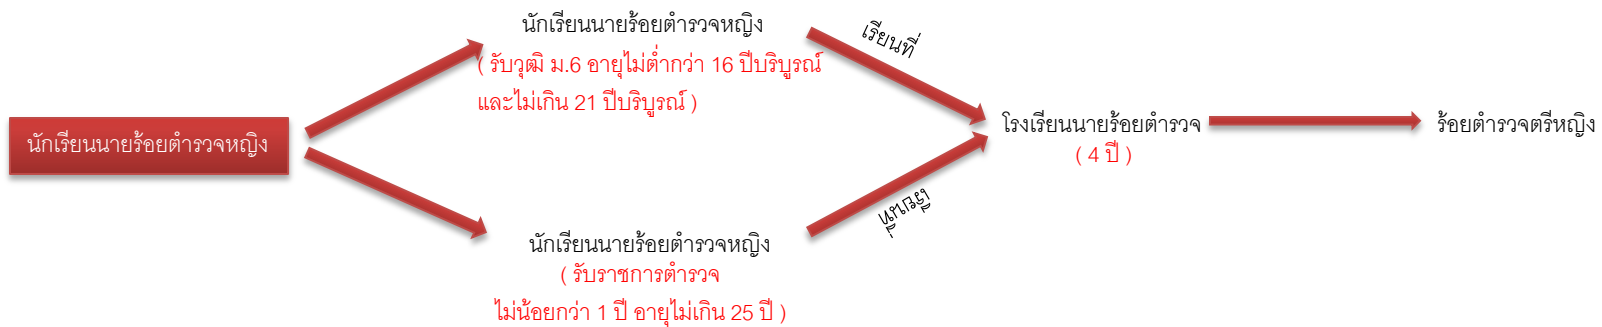 นักเรียนนายร้อยตำรวจหญิง
นักเรียนนายร้อยตำรวจหญิง
( รับวุฒิ ม.6 อายุไม่ต่ำกว่า 16 ปีบริบูรณ์
และไม่เกิน 21 ปีบริบูรณ์ )
เรียนที่
นักเรียนนายร้อยตำรวจหญิง
( รับราชการตำรวจ
ไม่น้อยกว่า 1 ปี อายุไม่เกิน 25 ปี )
เรียนที่
โรงเรียนนายร้อยตำรวจ
( 4 ปี )
ร้อยตำรวจตรีหญิง